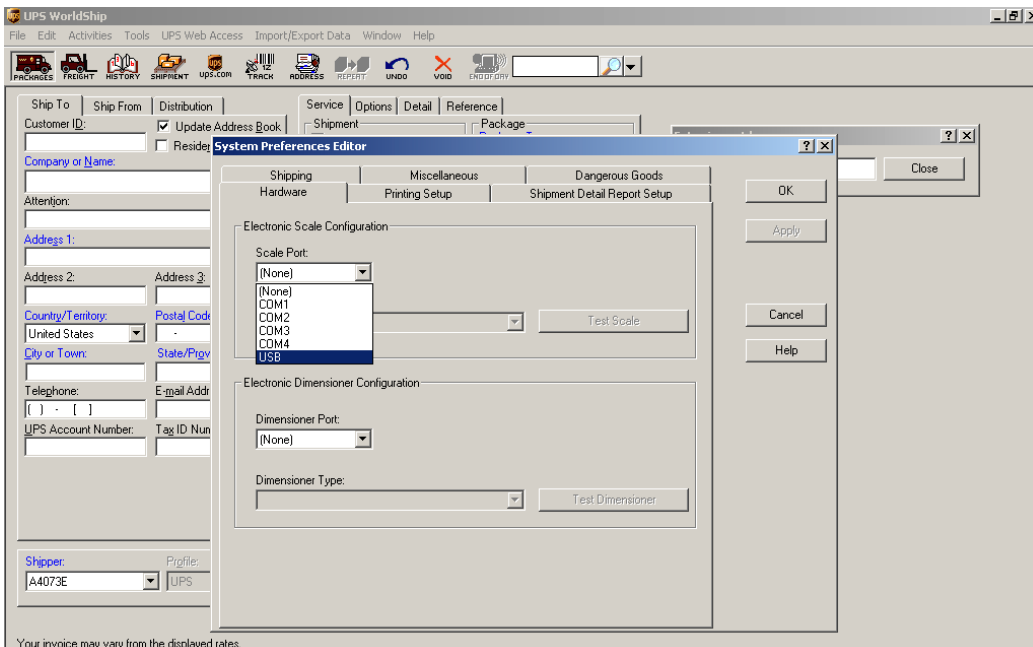 UPS WorldShip
File Edit Activities Tools UPS Web Access Import/Export Data Window Help
PACKAGES FREIGHT HISTORY SHIPMENT ups.com TRACK ADDRESS REPEAT UNDO VOID END OF DAY
Ship To Ship From Distribution
Customer ID:
Update Address Book
Company or Name:
Attention:
Address 1:
Address 2: Address 3:
Country/Territory: Postal Code
United States -
City or Town: State/Prov
Telephone: E-mail Addr
( ) - [ ]
UPS Account Number: Tax ID Num
Shipper: Profile:
A4073E UPS
Your invoice may vary from the displayed rates
Service Options Detail Reference
Shipment Package
Close
System Preferences Editor
Shipping Miscellaneous Dangerous Goods
Hardware Printing Setup Shipment Detail Report Setup
Electronic Scale Configuration
Scale Port:
(None)
(None)
COM1
COM2
COM3
COM4
USB
Test Scale
Electronic Dimensioner Configuration
Dimensioner Port:
(None)
Dimensioner Type:
Test Dimensioner
OK
Apply
Cancel
Help